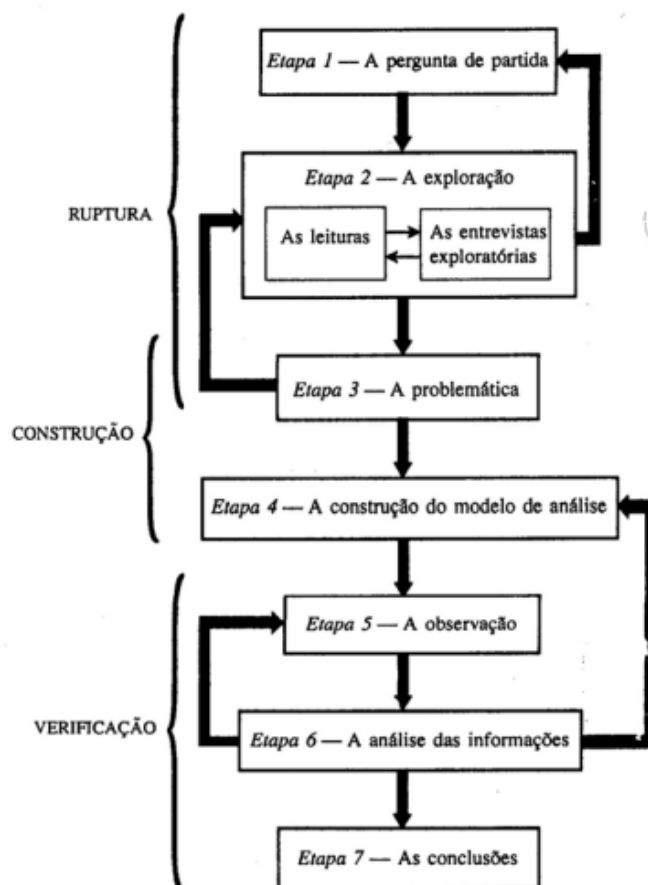 Etapa 1 — A pergunta de partida
Etapa 2 — A exploração
RUPTURA
As leituras
As entrevistas
exploratórias
Etapa 3 — A problemática
CONSTRUÇÃO
Etapa 4 — A construção do modelo de análise
Etapa 5 — A observação
VERIFICAÇÃO
Etapa 6 — A análise das informações
Etapa 7 — As conclusões